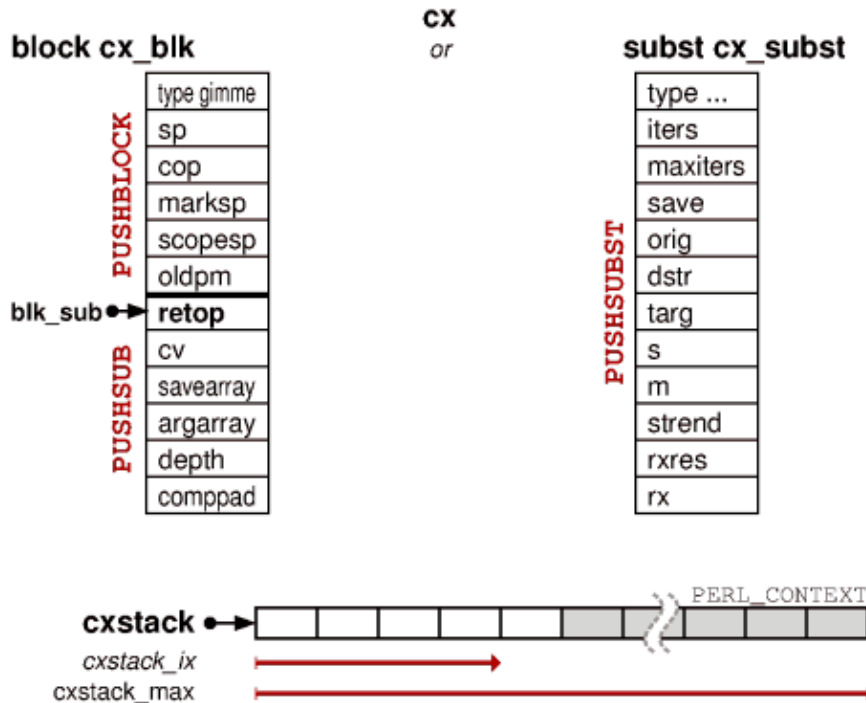 cx
or
block cx_blk
subst cx_subst
PUSHBLOCK
type gimme
sp
cop
marksp
scopesp
oldpm
blk_sub
retop
PUSHSUB
cv
savearray
argarray
depth
comppad
PUSHSUBST
type ...
iters
maxiters
save
orig
dstr
targ
s
m
strend
rxres
rx
PERL_CONTEXT
cxstack
cxstack_ix
cxstack_max